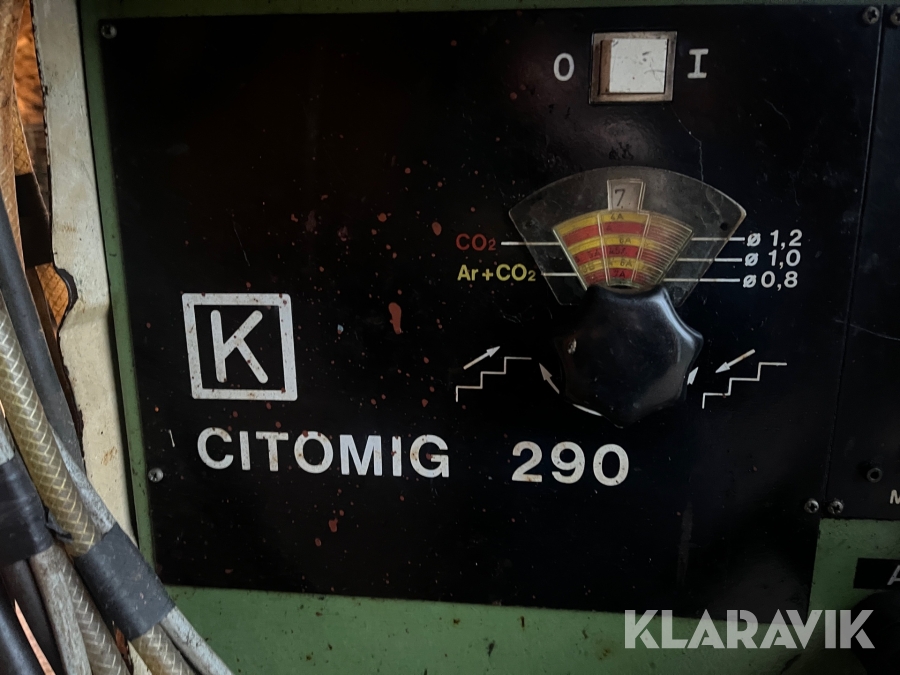 O I
7
CO₂ ø 1,2
ø 1,0
Ar+CO₂ ø 0,8
K
CITOMIG 290
KLARAVIK